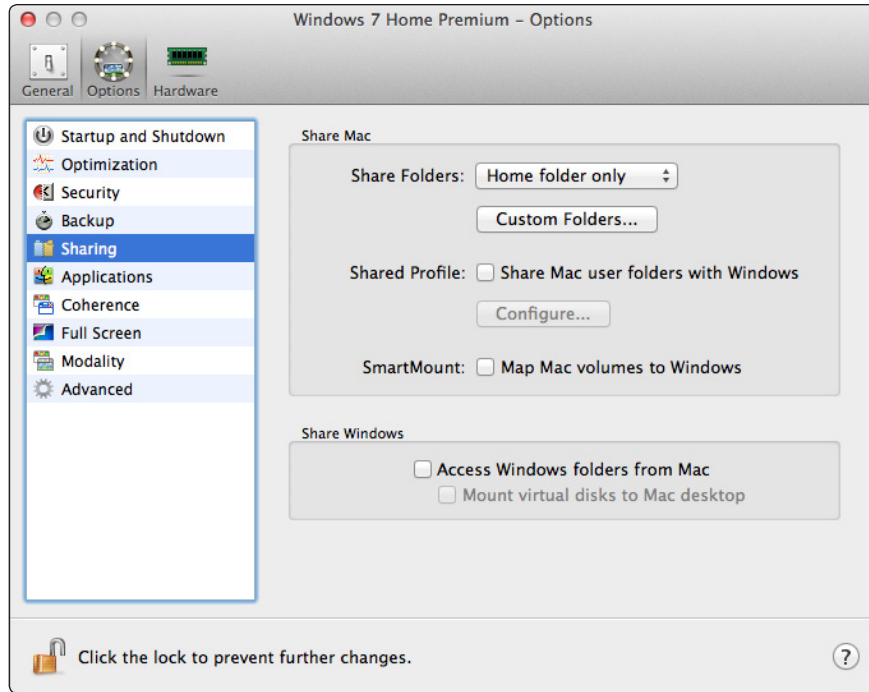 Windows 7 Home Premium – Options
General Options Hardware
Startup and Shutdown
Optimization
Security
Backup
Sharing
Applications
Coherence
Full Screen
Modality
Advanced
Share Mac
Share Folders: Home folder only
Custom Folders...
Shared Profile: Share Mac user folders with Windows
Configure...
SmartMount: Map Mac volumes to Windows
Share Windows
Access Windows folders from Mac
Mount virtual disks to Mac desktop
Click the lock to prevent further changes.
?